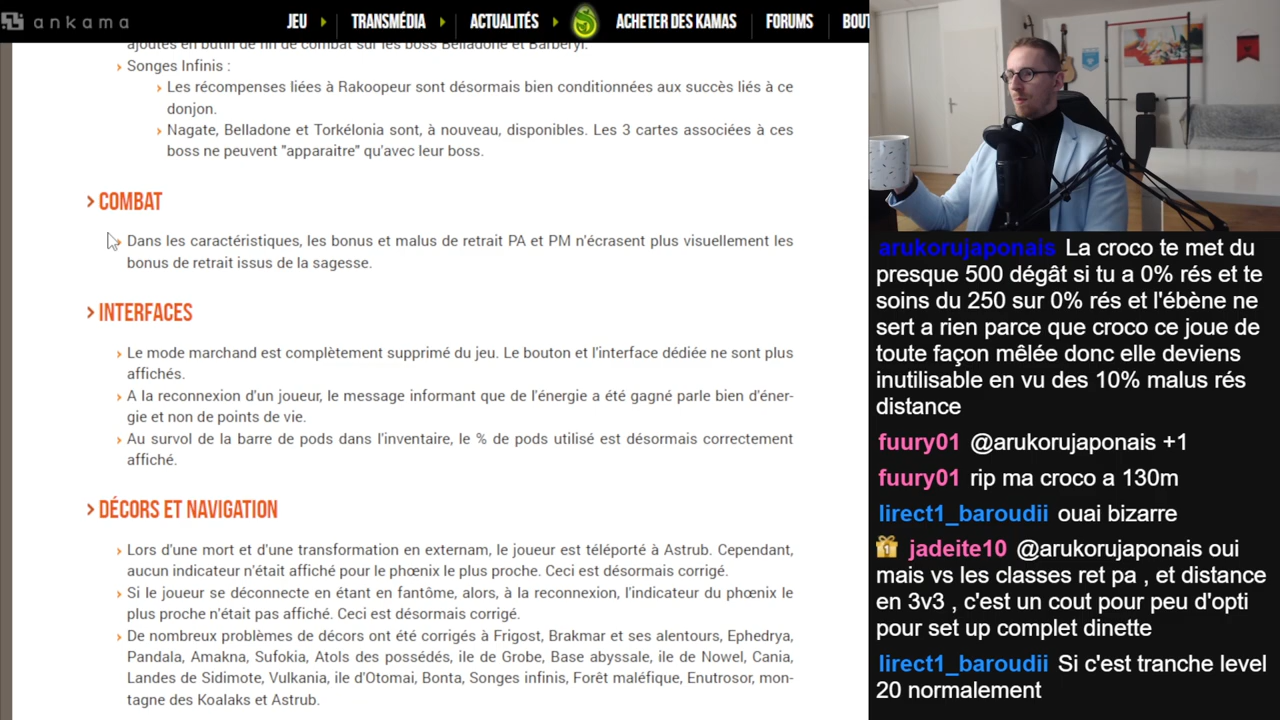 ankama
JEU
TRANSMÉDIA
ACTUALITÉS
ACHETER DES KAMAS
FORUMS
BOUT
ajoutés en butin de fin de combat sur les boss Belladone et Barbéryl.
Songes Infinis :
Les récompenses liées à Rakoopeur sont désormais bien conditionnées aux succès liés à ce
donjon.
Nagate, Belladone et Torkélonia sont, à nouveau, disponibles. Les 3 cartes associées à ces
boss ne peuvent "apparaitre" qu'avec leur boss.
COMBAT
Dans les caractéristiques, les bonus et malus de retrait PA et PM n'écrasent plus visuellement les
bonus de retrait issus de la sagesse.
INTERFACES
Le mode marchand est complètement supprimé du jeu. Le bouton et l'interface dédiée ne sont plus
affichés.
A la reconnexion d'un joueur, le message informant que de l'énergie a été gagné parle bien d'éner-
gie et non de points de vie.
Au survol de la barre de pods dans l'inventaire, le % de pods utilisé est désormais correctement
affiché.
DÉCORS ET NAVIGATION
Lors d'une mort et d'une transformation en externam, le joueur est téléporté à Astrub. Cependant,
aucun indicateur n'était affiché pour le phœnix le plus proche. Ceci est désormais corrigé.
Si le joueur se déconnecte en étant en fantôme, alors, à la reconnexion, l'indicateur du phœnix le
plus proche n'était pas affiché. Ceci est désormais corrigé.
De nombreux problèmes de décors ont été corrigés à Frigost, Brakmar et ses alentours, Ephedrya,
Pandala, Amakna, Sufokia, Atols des possédés, ile de Grobe, Base abyssale, ile de Nowel, Cania,
Landes de Sidimote, Vulkania, ile d'Otomai, Bonta, Songes infinis, Forêt maléfique, Enutrosor, mon-
tagne des Koalaks et Astrub.
arukorujaponais La croco te met du
presque 500 dégât si tu a 0% rés et te
soins du 250 sur 0% rés et l'ébène ne
sert a rien parce que croco ce joue de
toute façon mêlée donc elle deviens
inutilisable en vu des 10% malus rés
distance
fuury01 @arukorujaponais +1
fuury01 rip ma croco a 130m
lirect1_baroudii ouai bizarre
jadeite10 @arukorujaponais oui
mais vs les classes ret pa , et distance
en 3v3 , c'est un cout pour peu d'opti
pour set up complet dinette
lirect1_baroudii Si c'est tranche level
20 normalement